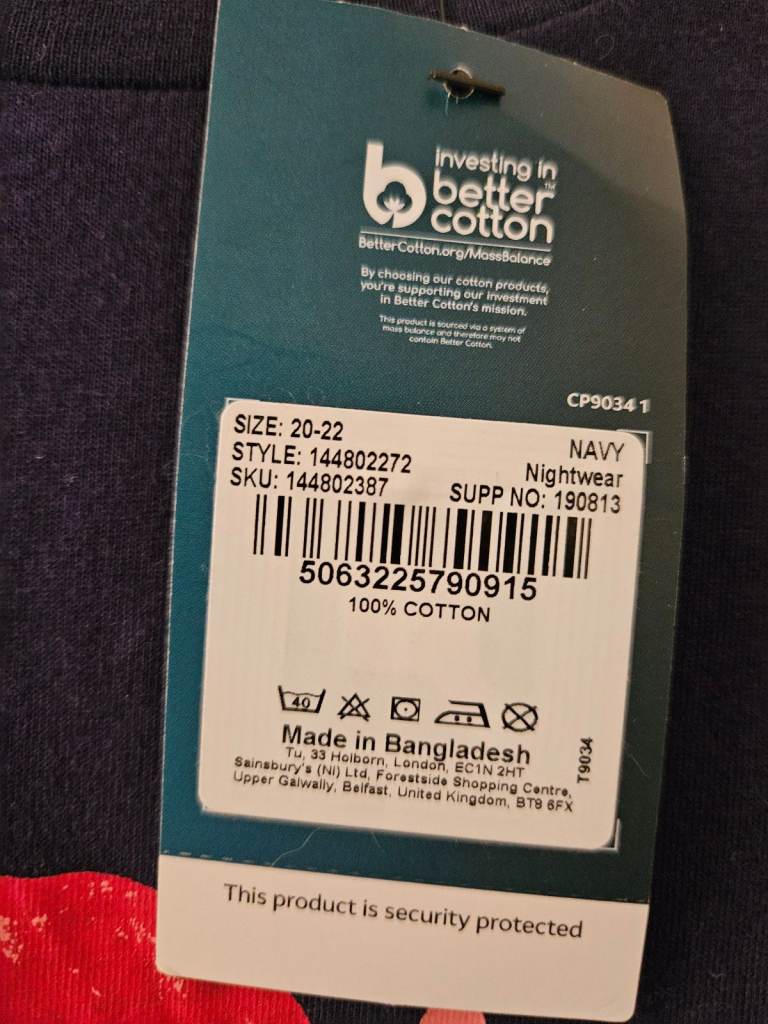 investing in
better™
cotton
BetterCotton.org/MassBalance
By choosing our cotton products,
you're supporting our investment
in Better Cotton's mission.
This product is sourced via a system of
mass balance and therefore may not
contain Better Cotton.
CP9034 1
SIZE: 20-22
NAVY
STYLE: 144802272
Nightwear
SKU: 144802387
SUPP NO: 190813
5063225790915
100% COTTON
40
Made in Bangladesh
Tu, 33 Holborn, London, EC1N 2HT
Sainsbury's (NI) Ltd, Forestside Shopping Centre,
Upper Galwally, Belfast, United Kingdom, BT8 6FX
T9034
This product is security protected